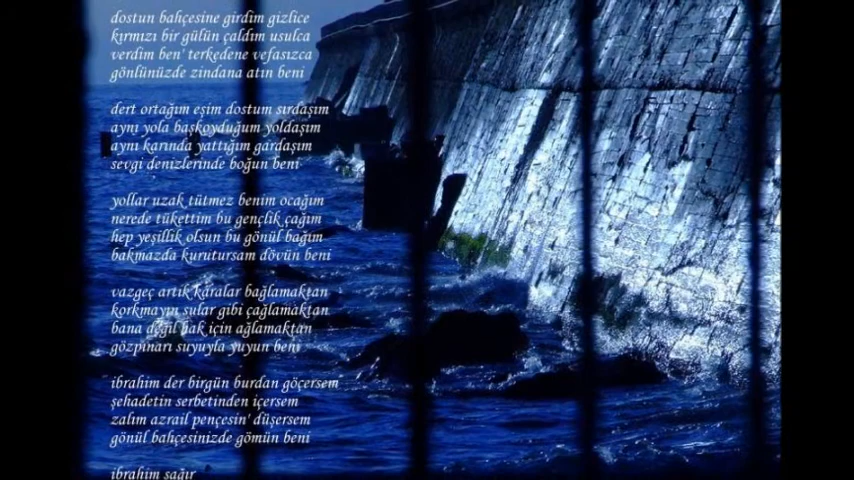 dostun bahçesine girdim gizlice
kırmızı bir gülün çaldım usulca
verdim ben' terkedene vefasızca
gönlünüzde zindana atın beni
dert ortağım eşim dostum sırdaşım
aynı yola başkoyduğum yoldaşım
aynı karında yattığım gardaşım
sevgi denizlerinde boğun beni
yollar uzak tütmez benim ocağım
nerede tükettim bu gençlik çağım
hep yeşillik olsun bu gönül bağım
bakmazda kurutursam dövün beni
vazgeç artık karalar bağlamaktan
korkmayın sular gibi çağlamaktan
bana değil hak için ağlamaktan
gözpınarı suyuyla yuyun beni
ibrahim der birgün burdan göçersem
şehadetin serbetinden içersem
zalım azrail pençesin' düşersem
gönül bahçesinizde gömün beni
ibrahim sağır